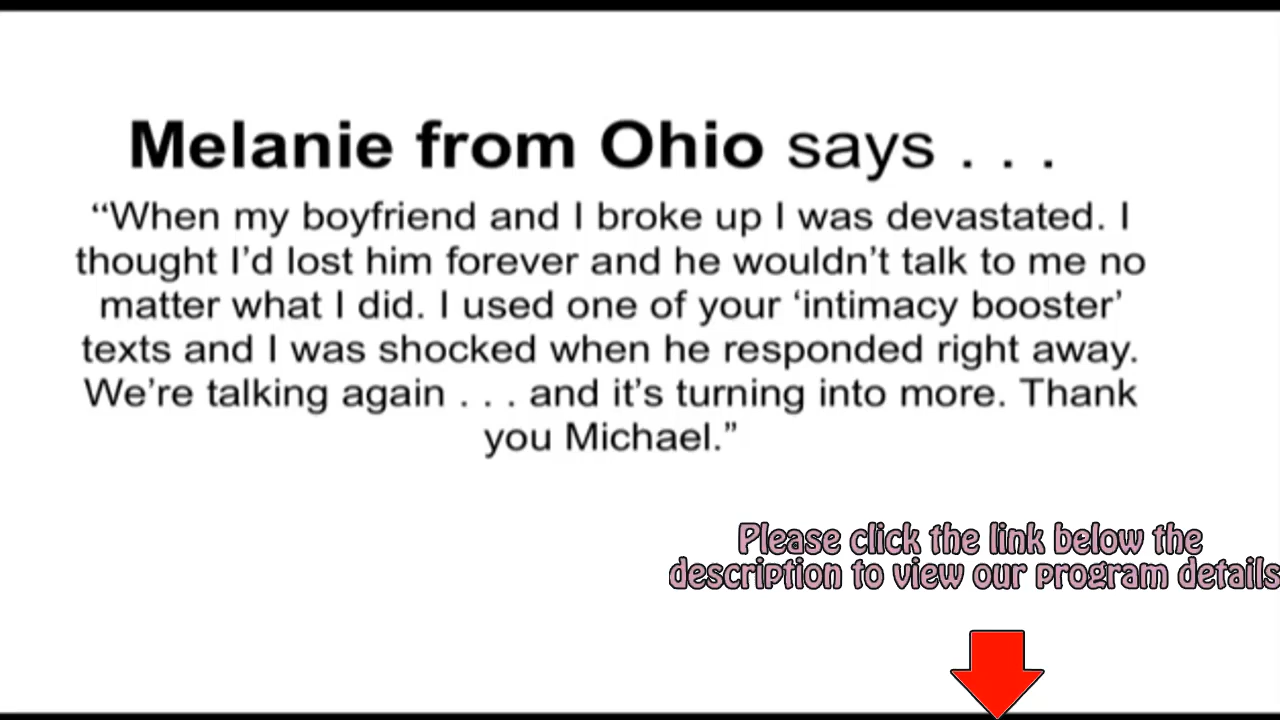 Melanie from Ohio says . . .
“When my boyfriend and I broke up I was devastated. I
thought I’d lost him forever and he wouldn’t talk to me no
matter what I did. I used one of your ‘intimacy booster’
texts and I was shocked when he responded right away.
We’re talking again . . . and it’s turning into more. Thank
you Michael.”
Please click the link below the
description to view our program details